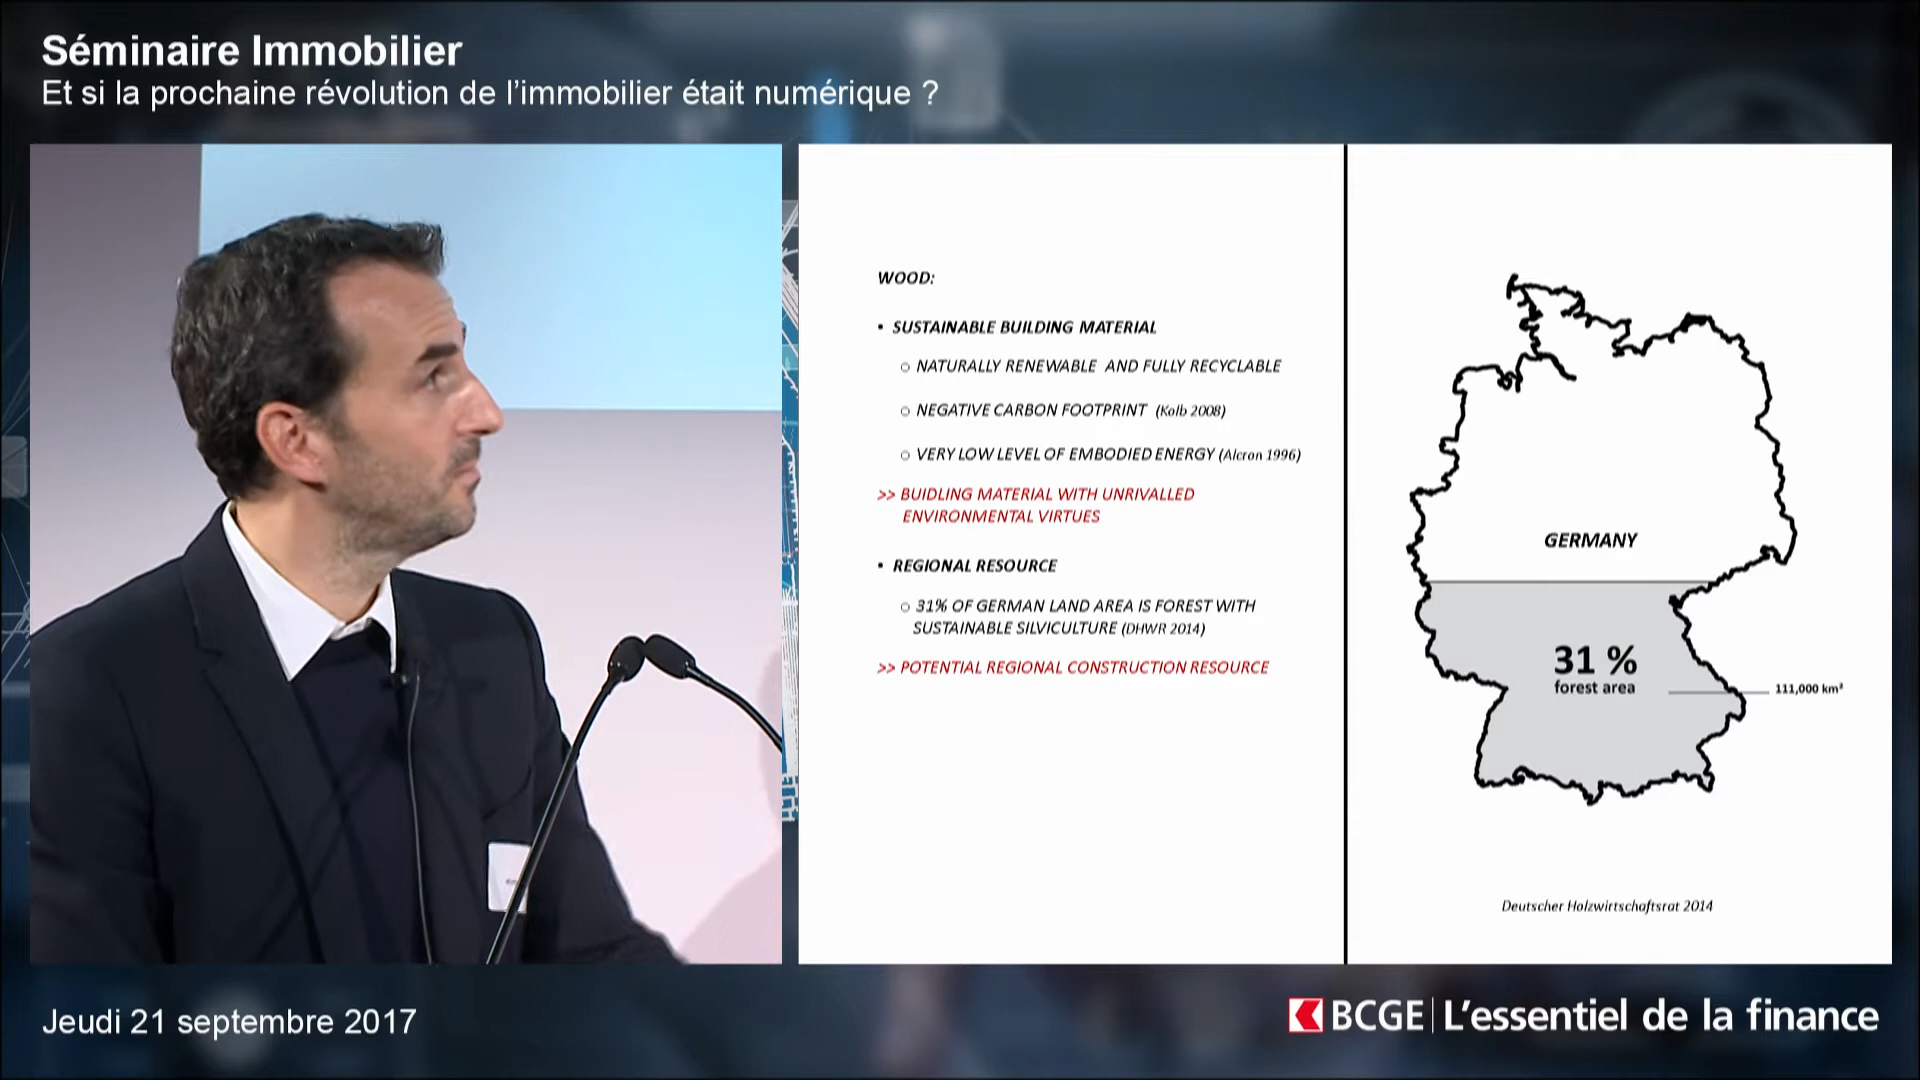 Séminaire Immobilier
Et si la prochaine révolution de l'immobilier était numérique ?
WOOD:
• SUSTAINABLE BUILDING MATERIAL
○ NATURALLY RENEWABLE AND FULLY RECYCLABLE
○ NEGATIVE CARBON FOOTPRINT (Kolb 2008)
○ VERY LOW LEVEL OF EMBODIED ENERGY (Alcron 1996)
>> BUIDLING MATERIAL WITH UNRIVALLED
ENVIRONMENTAL VIRTUES
• REGIONAL RESOURCE
○ 31% OF GERMAN LAND AREA IS FOREST WITH
SUSTAINABLE SILVICULTURE (DHWR 2014)
>> POTENTIAL REGIONAL CONSTRUCTION RESOURCE
GERMANY
31 %
forest area
111,000 km²
Deutscher Holzwirtschaftsrat 2014
Jeudi 21 septembre 2017
BCGE | L'essentiel de la finance